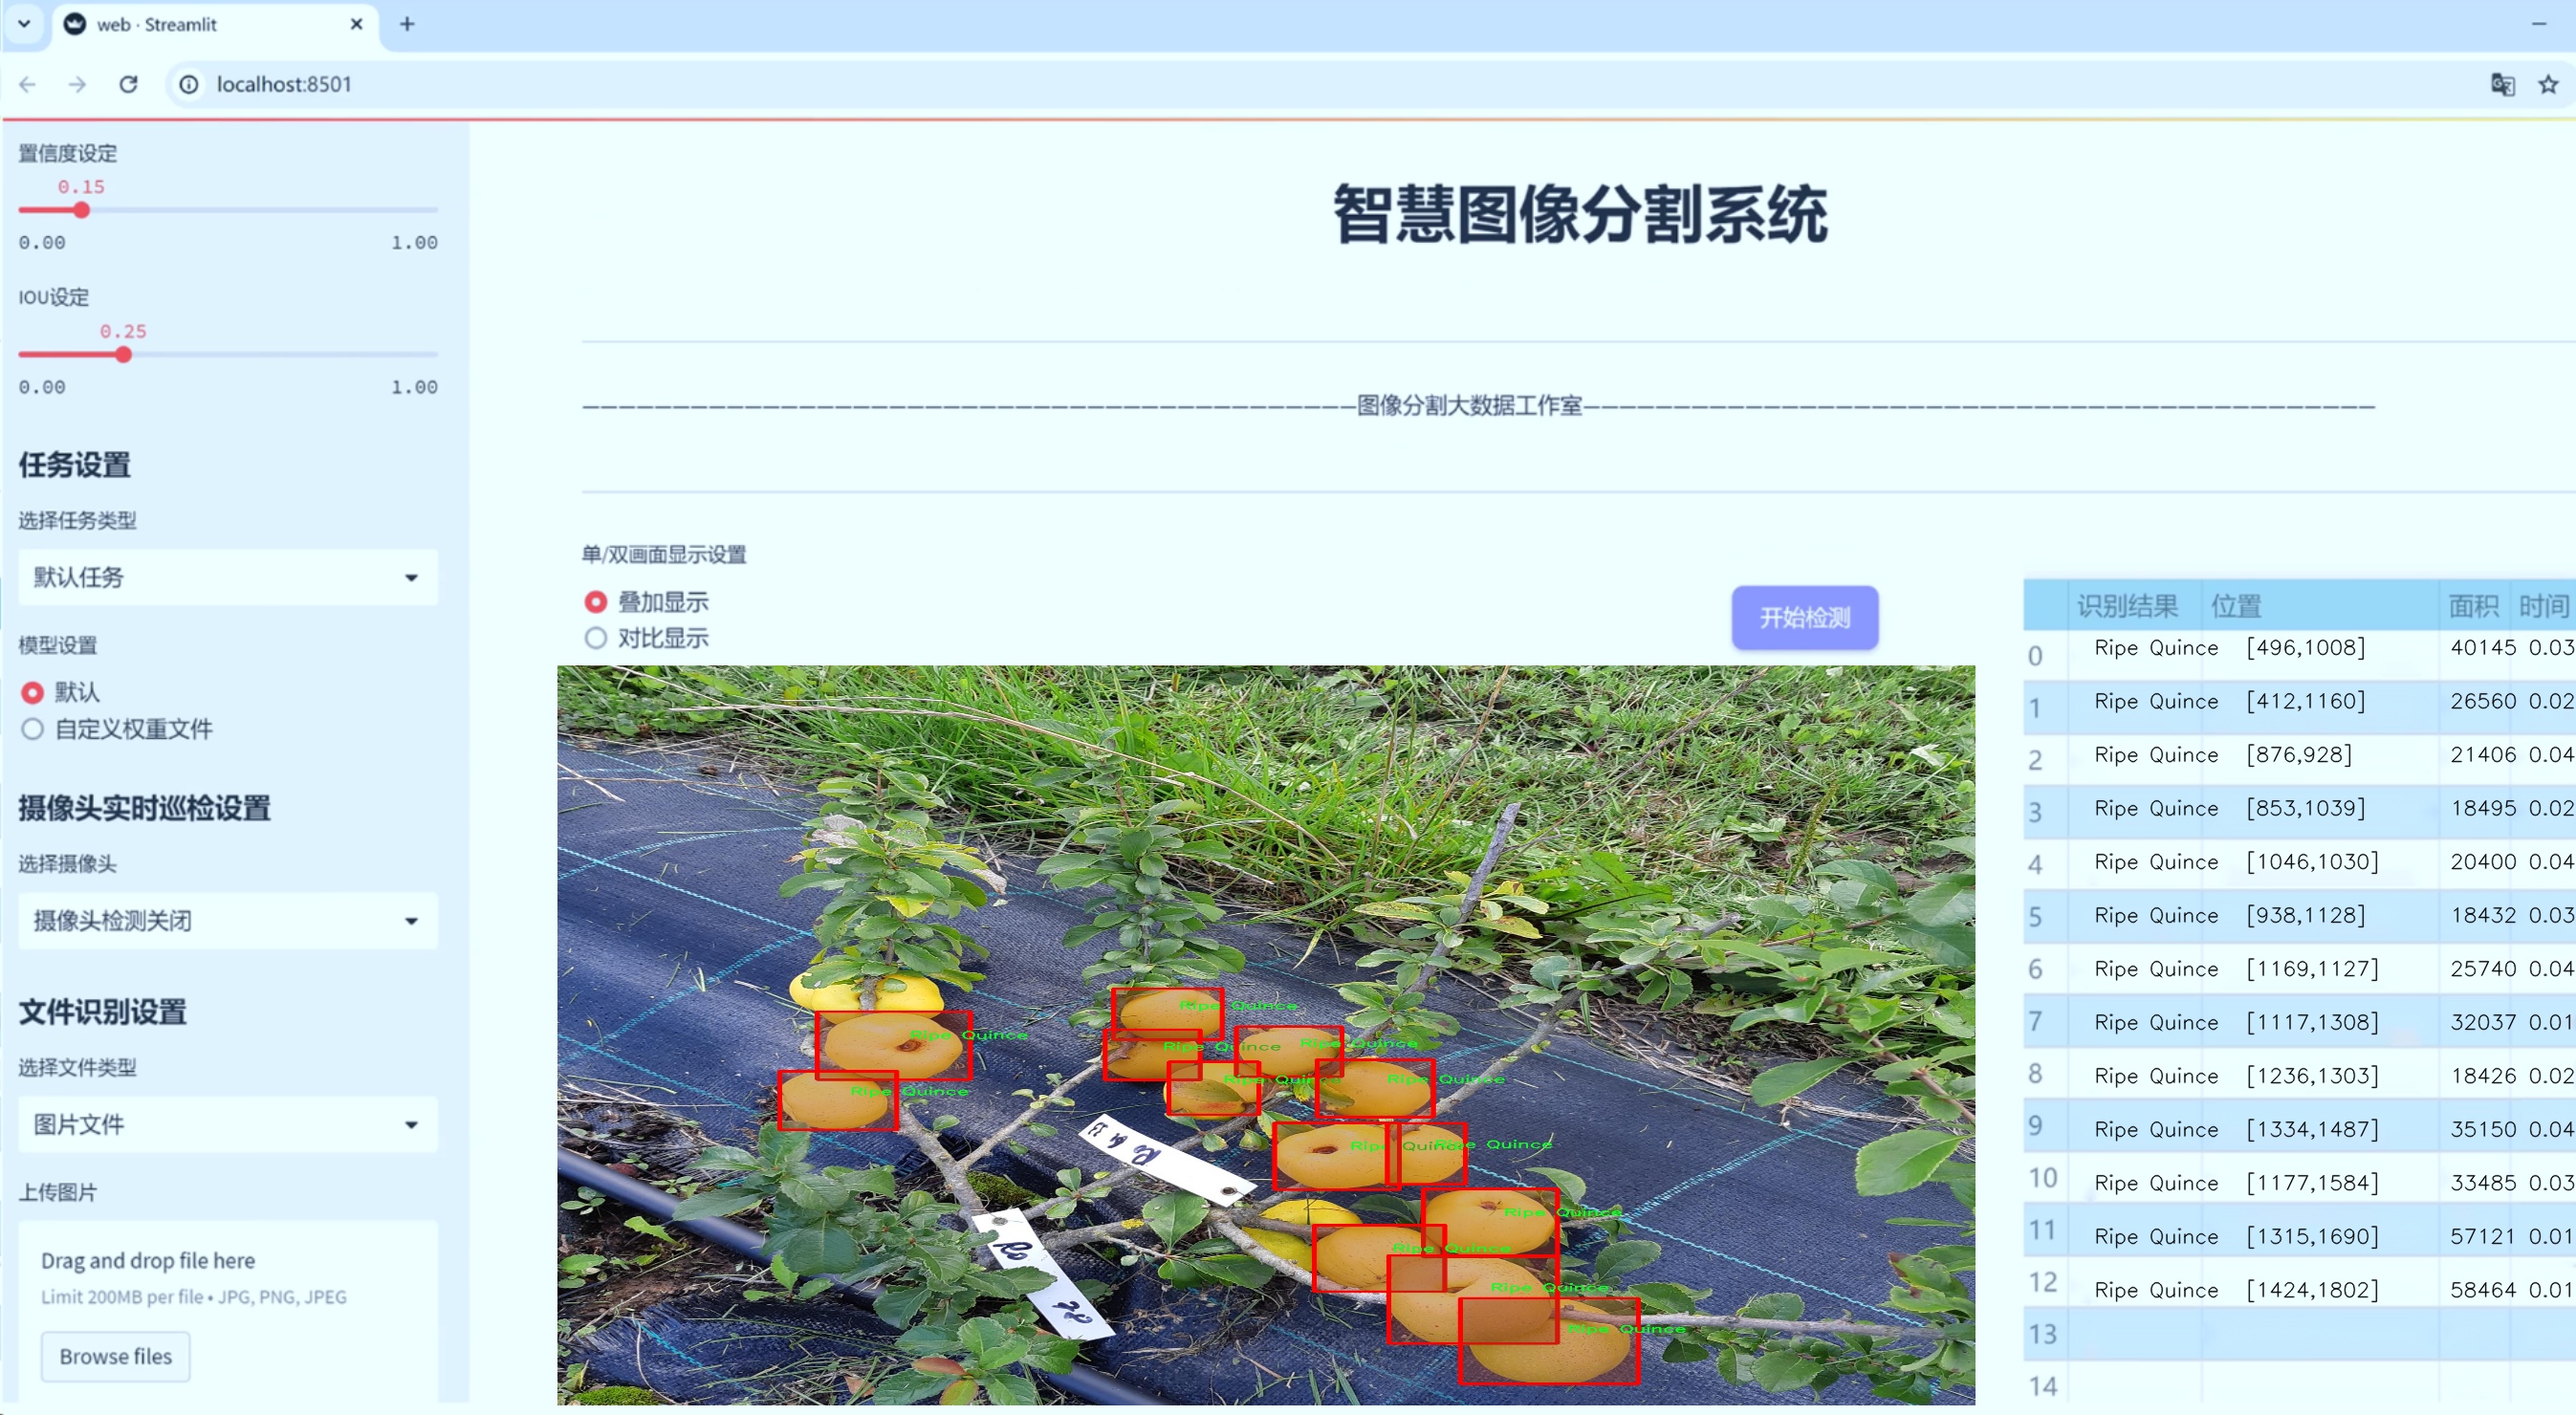 web · Streamlit
localhost:8501
置信度设定
0.15
0.00 1.00
IOU设定
0.25
0.00 1.00
任务设置
选择任务类型
默认任务
模型设置
默认
自定义权重文件
摄像头实时巡检设置
选择摄像头
摄像头检测关闭
文件识别设置
选择文件类型
图片文件
上传图片
Drag and drop file here
Limit 200MB per file • JPG, PNG, JPEG
Browse files
智慧图像分割系统
图像分割大数据工作室
单/双画面显示设置
叠加显示
对比显示
开始检测
Ripe Quince
Ripe Quince
Ripe Quince
Ripe Quince
Ripe Quince
Ripe Quince
Ripe Quince
Ripe Quince
Ripe Quince
Ripe Quince
Ripe Quince
Ripe Quince
Ripe Quince
识别结果 位置 面积 时间
0 Ripe Quince [496,1008] 40145 0.03
1 Ripe Quince [412,1160] 26560 0.02
2 Ripe Quince [876,928] 21406 0.04
3 Ripe Quince [853,1039] 18495 0.02
4 Ripe Quince [1046,1030] 20400 0.04
5 Ripe Quince [938,1128] 18432 0.03
6 Ripe Quince [1169,1127] 25740 0.04
7 Ripe Quince [1117,1308] 32037 0.01
8 Ripe Quince [1236,1303] 18426 0.02
9 Ripe Quince [1334,1487] 35150 0.04
10 Ripe Quince [1177,1584] 33485 0.03
11 Ripe Quince [1315,1690] 57121 0.01
12 Ripe Quince [1424,1802] 58464 0.01
13
14